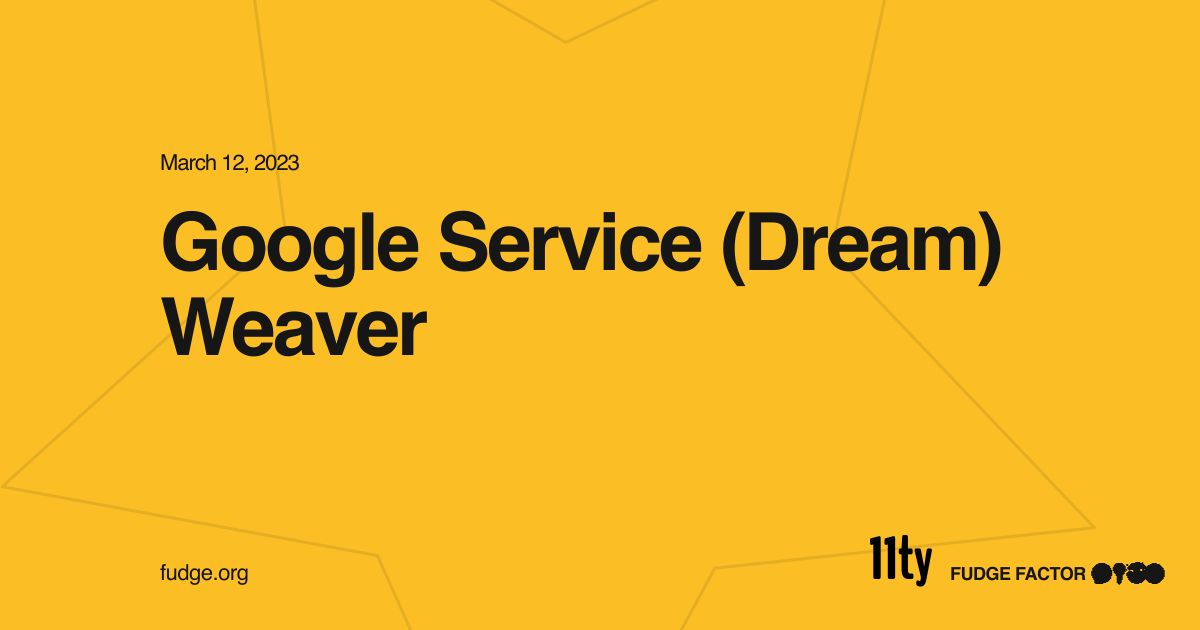 March 12, 2023
Google Service (Dream)
Weaver
fudge.org
11ty
FUDGE FACTOR